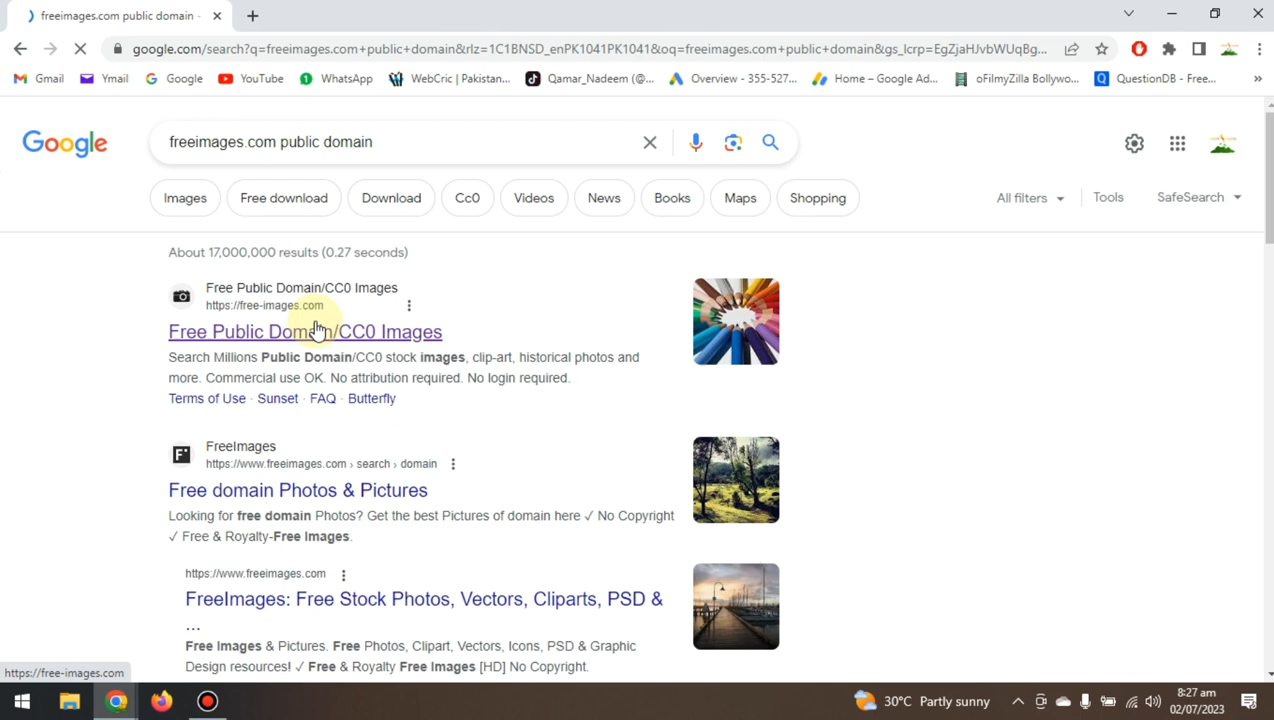 freeimages.com public domain -
google.com/search?q=freeimages.com+public+domain&rlz=1C1BNSD_enPK1041PK1041&oq=freeimages.com+public+domain&gs_lcrp=EgZjaHJvbWUqBg...
Gmail Ymail Google YouTube WhatsApp WebCric | Pakistan... Qamar_Nadeem (@... Overview - 355-527... Home – Google Ad... oFilmyZilla Bollywo... QuestionDB - Free... »
Google freeimages.com public domain
Images Free download Download Cc0 Videos News Books Maps Shopping All filters Tools SafeSearch
About 17,000,000 results (0.27 seconds)
Free Public Domain/CC0 Images
https://free-images.com
Free Public Domain/CC0 Images
Search Millions Public Domain/CC0 stock images, clip-art, historical photos and
more. Commercial use OK. No attribution required. No login required.
Terms of Use · Sunset · FAQ · Butterfly
FreeImages
https://www.freeimages.com › search › domain
Free domain Photos & Pictures
Looking for free domain Photos? Get the best Pictures of domain here ✓ No Copyright
✓ Free & Royalty-Free Images.
https://www.freeimages.com
FreeImages: Free Stock Photos, Vectors, Cliparts, PSD &
...
Free Images & Pictures. Free Photos, Clipart, Vectors, Icons, PSD & Graphic
Design resources! ✓ Free & Royalty Free Images [HD] No Copyright.
https://free-images.com
30°C Partly sunny
8:27 am
02/07/2023